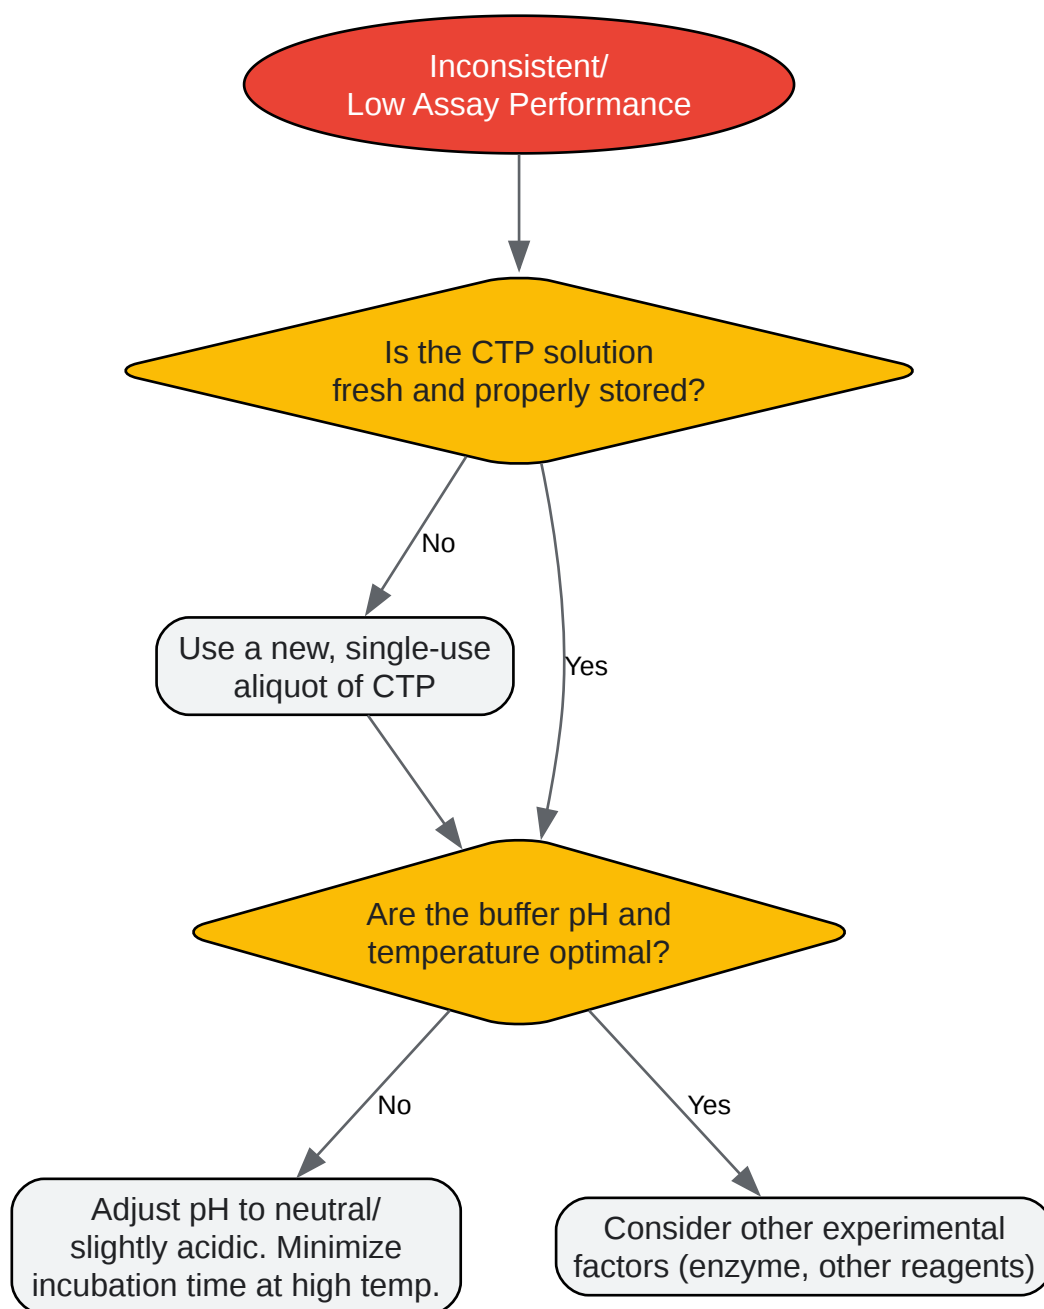 Inconsistent/
Low Assay Performance
Is the CTP solution
fresh and properly stored?
No
Use a new, single-use
aliquot of CTP
Yes
Are the buffer pH and
temperature optimal?
No
Yes
Adjust pH to neutral/
slightly acidic. Minimize
incubation time at high temp.
Consider other experimental
factors (enzyme, other reagents)